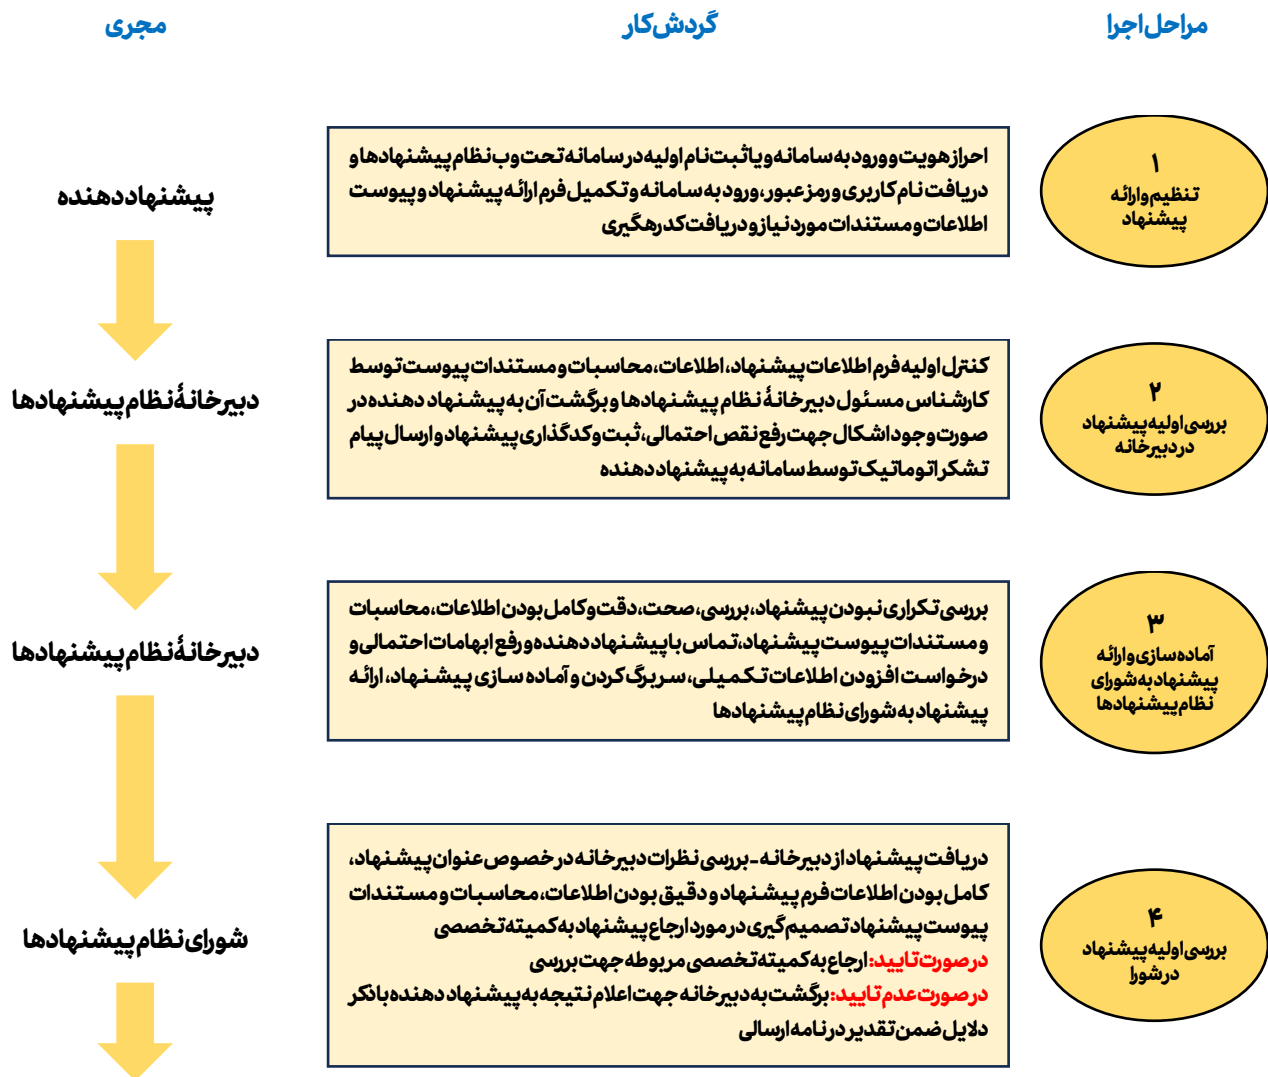 مراحل اجرا
گردش کار
مجری
۱
تنظیم و ارائه
پیشنهاد
احراز هویت و ورود به سامانه و یا ثبت نام اولیه در سامانه تحت وب نظام پیشنهادها و
دریافت نام کاربری و رمز عبور، ورود به سامانه و تکمیل فرم ارائه پیشنهاد و پیوست
اطلاعات و مستندات مورد نیاز و دریافت کد رهگیری
پیشنهاد دهنده
۲
بررسی اولیه پیشنهاد
در دبیرخانه
کنترل اولیه فرم اطلاعات پیشنهاد، اطلاعات، محاسبات و مستندات پیوست توسط
کارشناس مسئول دبیرخانهٔ نظام پیشنهادها و برگشت آن به پیشنهاد دهنده در
صورت وجود اشکال جهت رفع نقص احتمالی، ثبت و کدگذاری پیشنهاد و ارسال پیام
تشکر اتوماتیک توسط سامانه به پیشنهاد دهنده
دبیرخانهٔ نظام پیشنهادها
۳
آماده سازی و ارائه
پیشنهاد به شورای
نظام پیشنهادها
بررسی تکراری نبودن پیشنهاد، بررسی، صحت، دقت و کامل بودن اطلاعات، محاسبات
و مستندات پیوست پیشنهاد، تماس با پیشنهاد دهنده و رفع ابهامات احتمالی و
درخواست افزودن اطلاعات تکمیلی، سربرگ کردن و آماده سازی پیشنهاد، ارائه
پیشنهاد به شورای نظام پیشنهادها
دبیرخانهٔ نظام پیشنهادها
۴
بررسی اولیه پیشنهاد
در شورا
دریافت پیشنهاد از دبیرخانه - بررسی نظرات دبیرخانه در خصوص عنوان پیشنهاد،
کامل بودن اطلاعات فرم پیشنهاد و دقیق بودن اطلاعات، محاسبات و مستندات
پیوست پیشنهاد تصمیم گیری در مورد ارجاع پیشنهاد به کمیته تخصصی
در صورت تایید: ارجاع به کمیته تخصصی مربوطه جهت بررسی
در صورت عدم تایید: برگشت به دبیرخانه جهت اعلام نتیجه به پیشنهاد دهنده با ذکر
دلایل ضمن تقدیر در نامه ارسالی
شورای نظام پیشنهادها